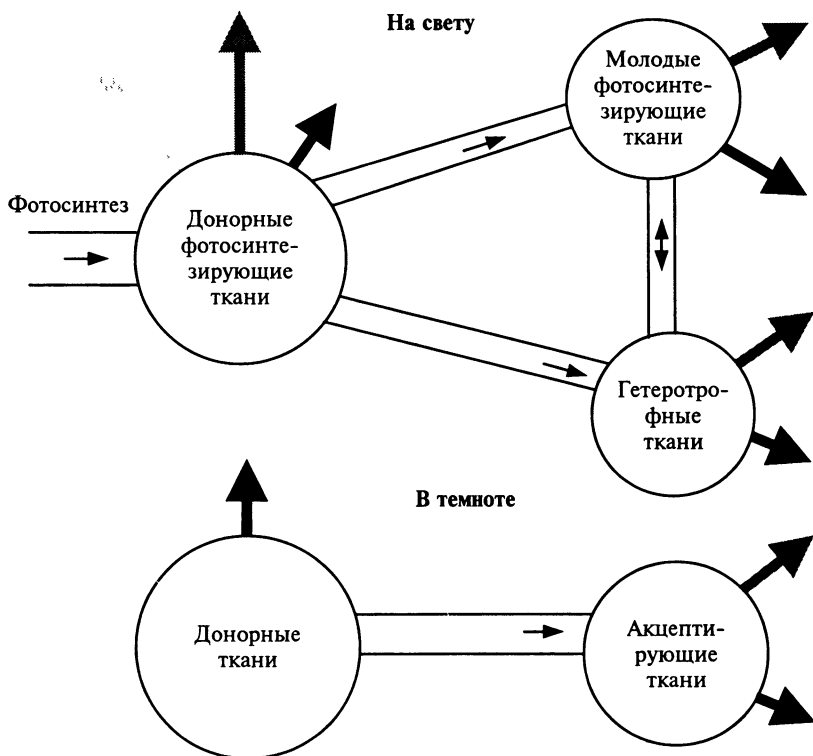 На свету
Молодые
фотосинте-
зирующие
ткани
Фотосинтез
Донорные
фотосинте-
зирующие
ткани
Гетеротро-
фные
ткани
В темноте
Донорные
ткани
Акцепти-
рующие
ткани